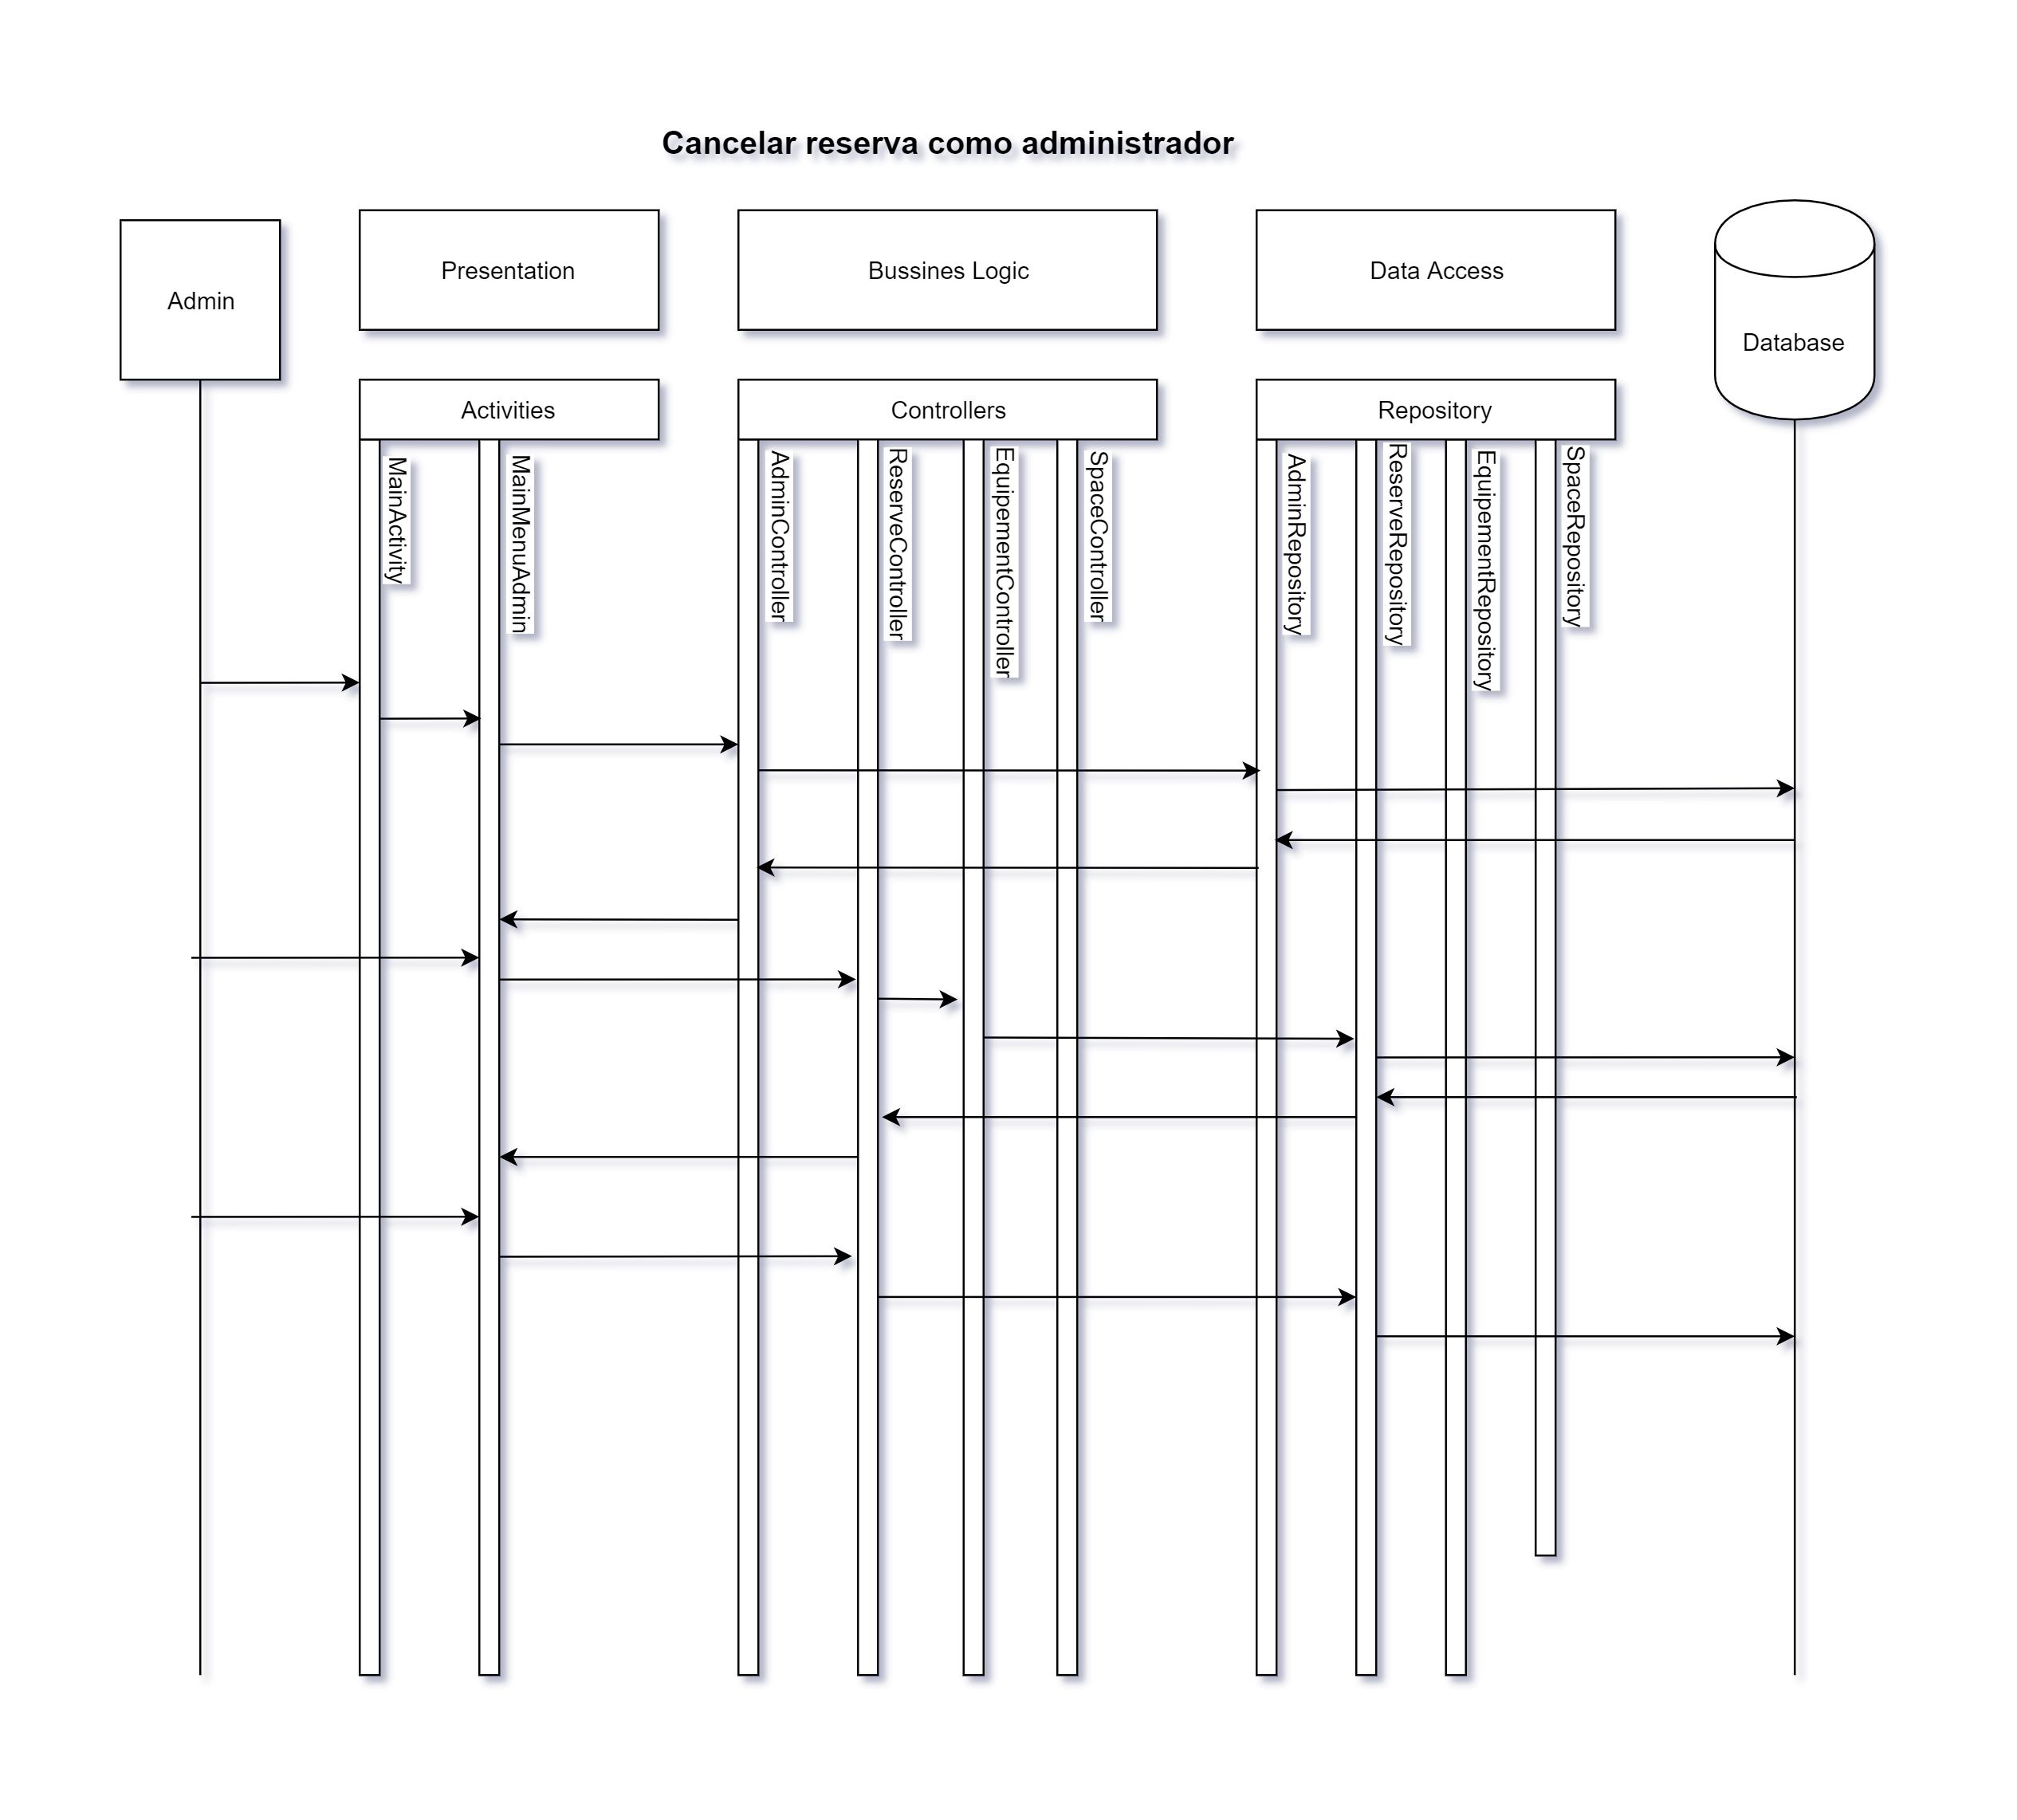 Cancelar reserva como administrador
Admin
Presentation
Bussines Logic
Data Access
Database
Activities
Controllers
Repository
MainActivity
MainMenuAdmin
AdminController
ReserveController
EquipementController
SpaceController
AdminRepository
ReserveRepository
EquipementRepository
SpaceRepository